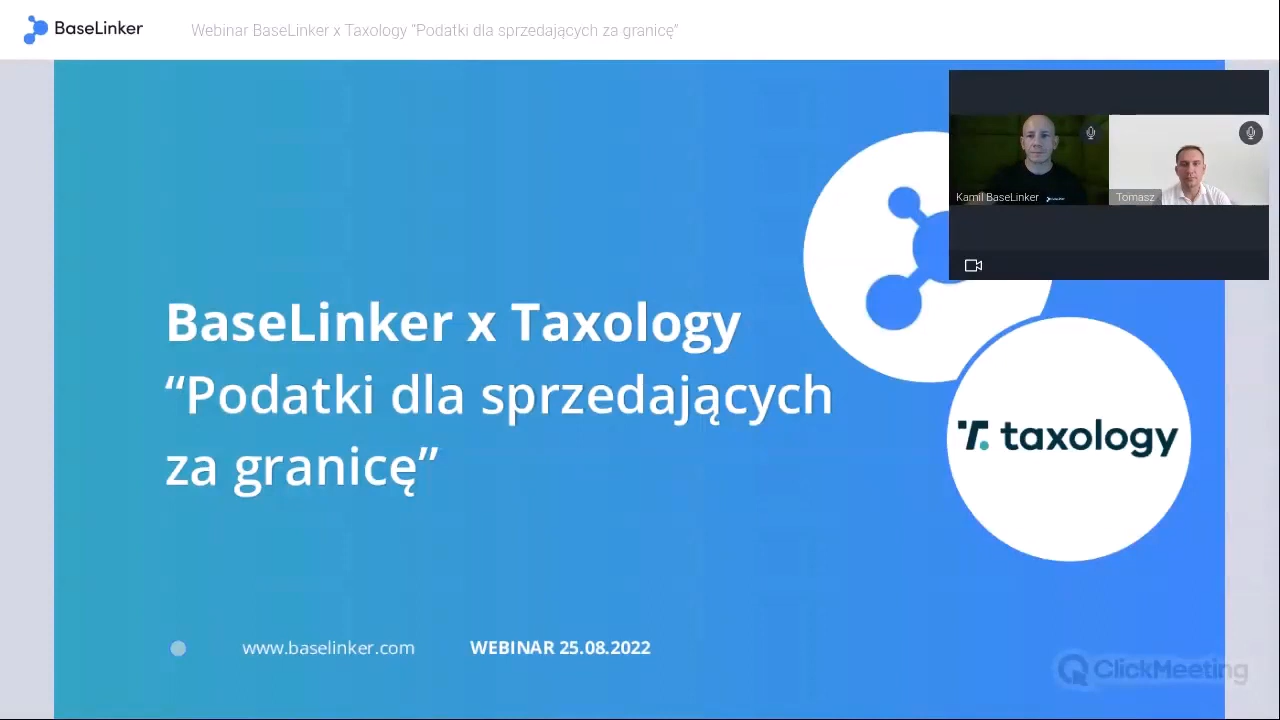 BaseLinker
Webinar BaseLinker x Taxology “Podatki dla sprzedających za granicę”
Kamil BaseLinker
Tomasz
BaseLinker x Taxology
“Podatki dla sprzedających
za granicę”
taxology
www.baselinker.com
WEBINAR 25.08.2022
ClickMeeting